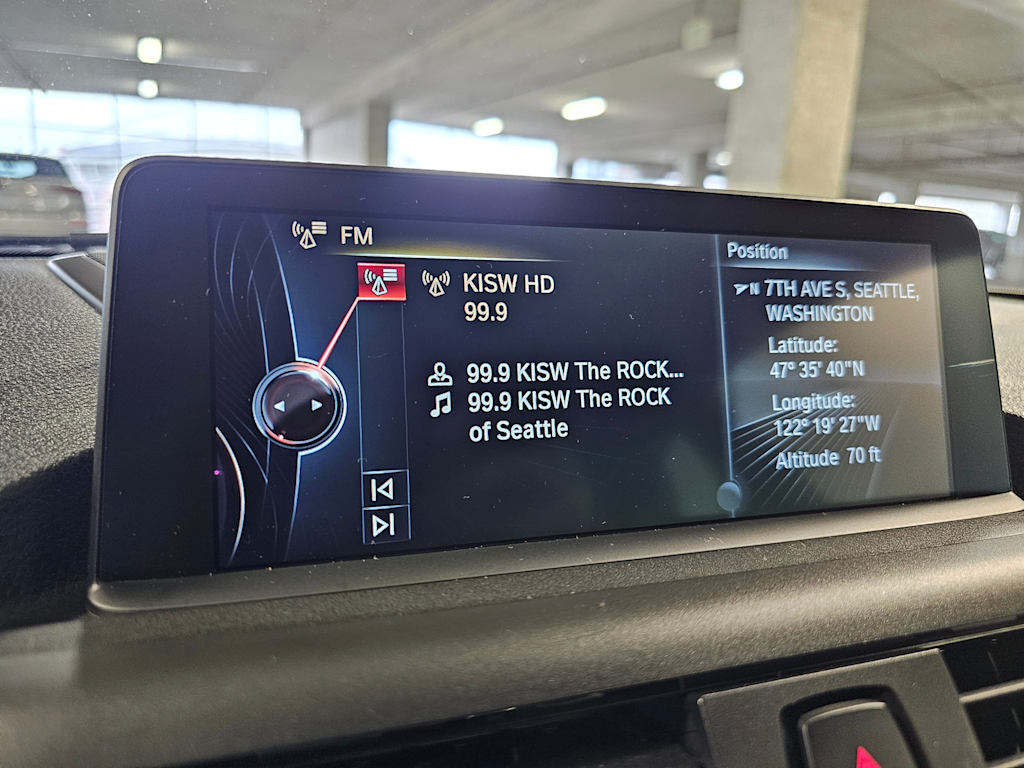 FM
KISW HD
99.9
99.9 KISW The ROCK...
99.9 KISW The ROCK
of Seattle
Position
N 7TH AVE S, SEATTLE,
WASHINGTON
Latitude:
47° 35' 40"N
Longitude:
122° 19' 27"W
Altitude 70 ft